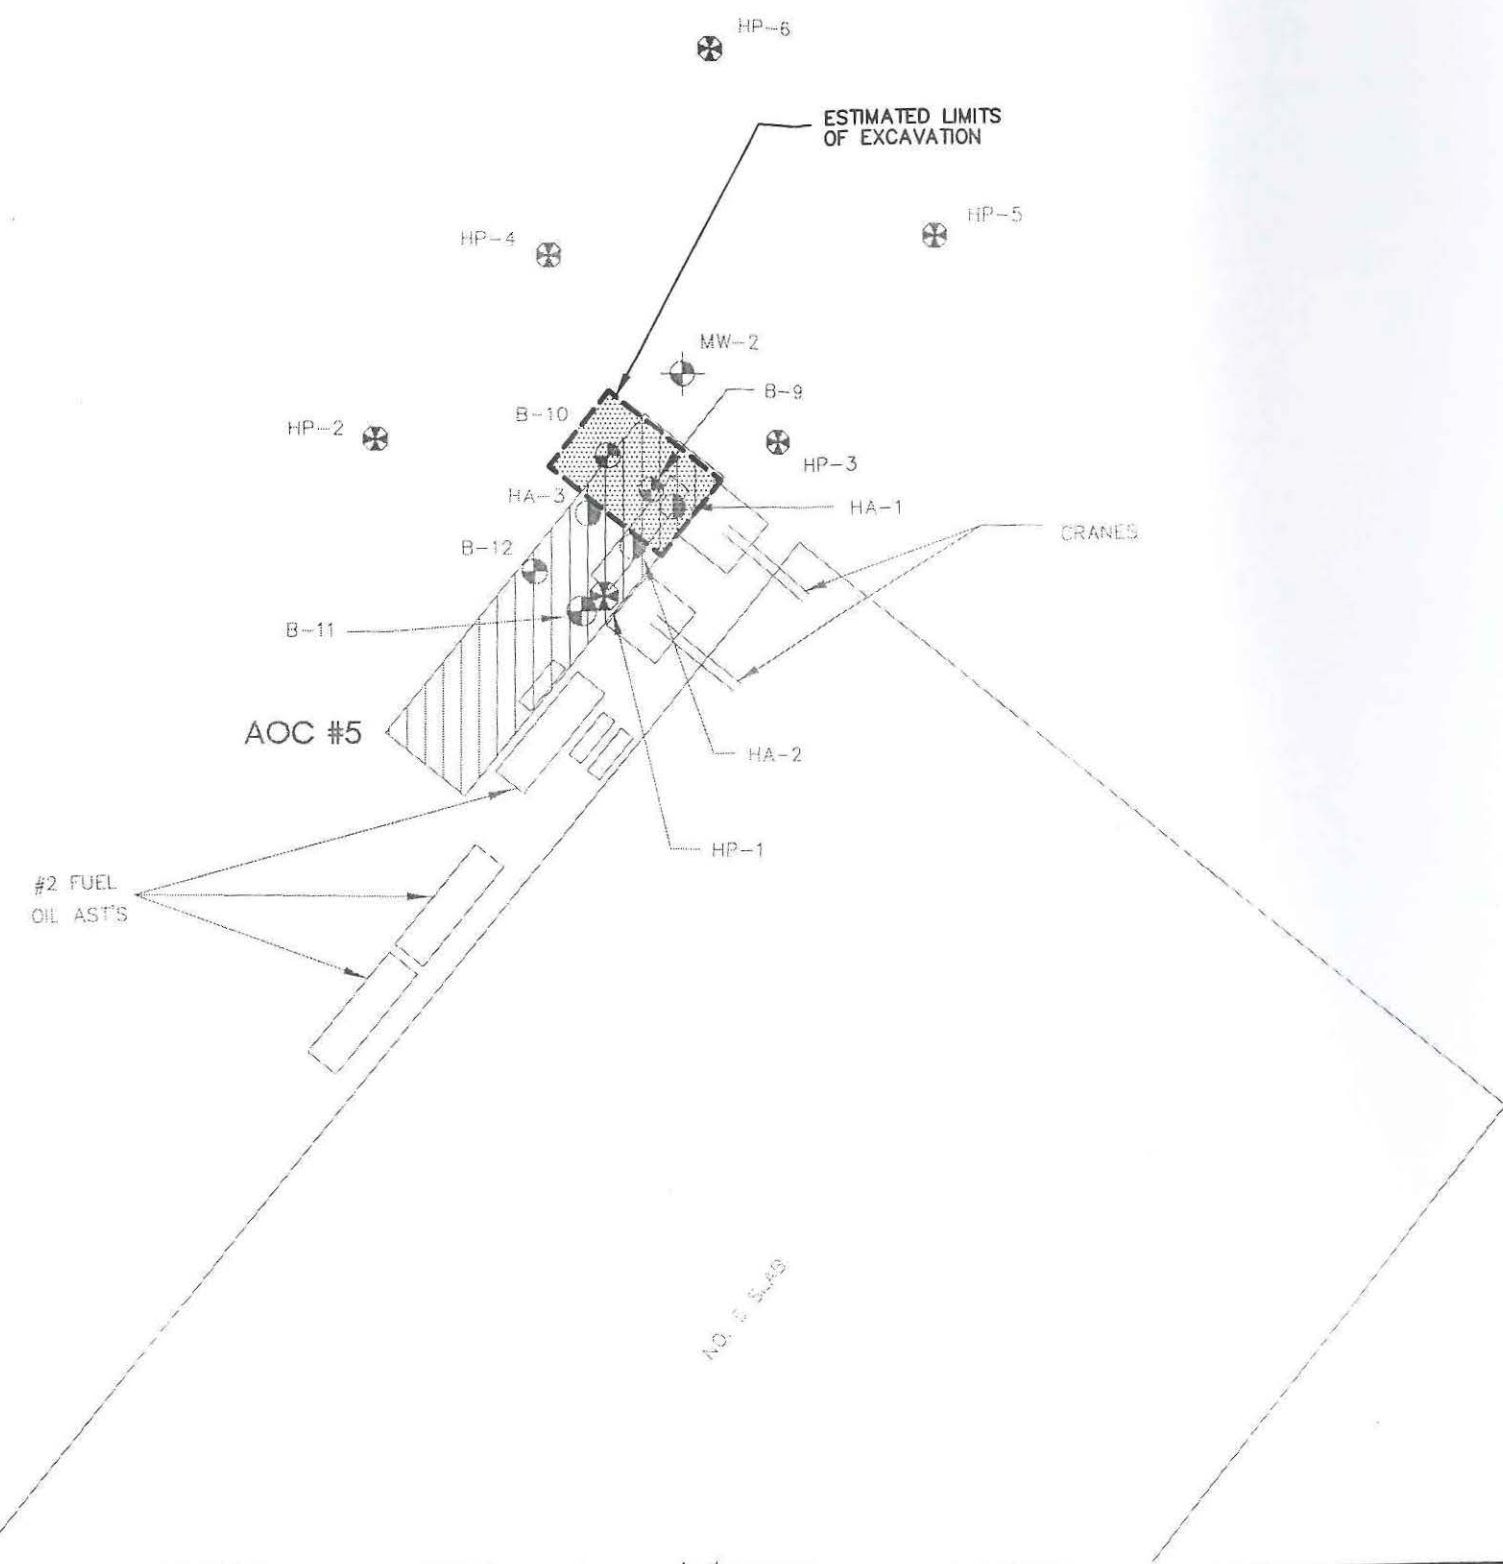 HP-6
ESTIMATED LIMITS
OF EXCAVATION
HP-5
HP-4
MW-2
B-9
B-10
HP-2
HP-3
HA-3
HA-1
CRANES
B-12
B-11
AOC #5
HA-2
HP-1
#2 FUEL
OIL AST'S
NO. 5 SLAB